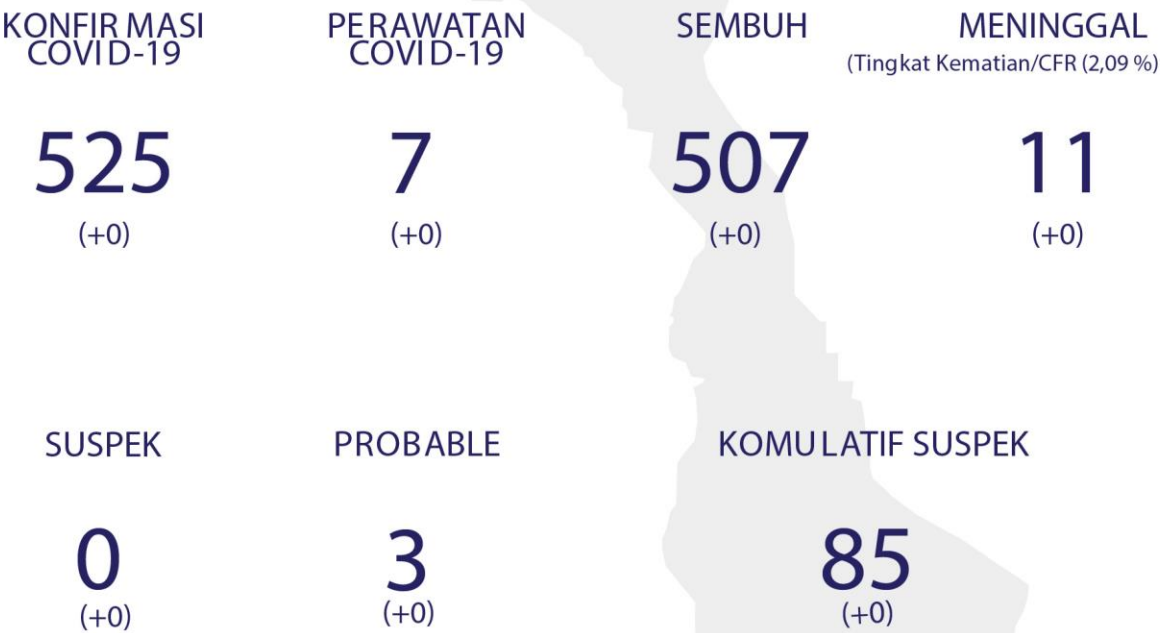 KONFIRMASI
COVID-19
PERAWATAN
COVID-19
SEMBUH
MENINGGAL
(Tingkat Kematian/CFR (2,09 %)
525
7
507
11
(+0)
(+0)
(+0)
(+0)
SUSPEK
PROBABLE
KOMULATIF SUSPEK
0
3
85
(+0)
(+0)
(+0)